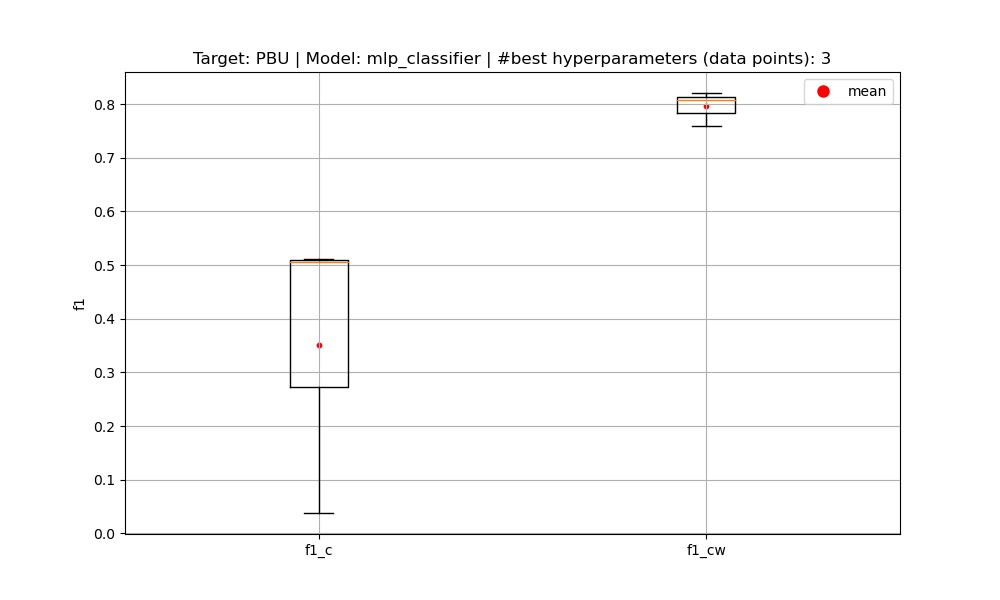 Target: PBU | Model: mlp_classifier | #best hyperparameters (data points): 3
mean
0.8
0.7
0.6
0.5
0.4
0.3
0.2
0.1
0.0
f1
f1_c
f1_cw